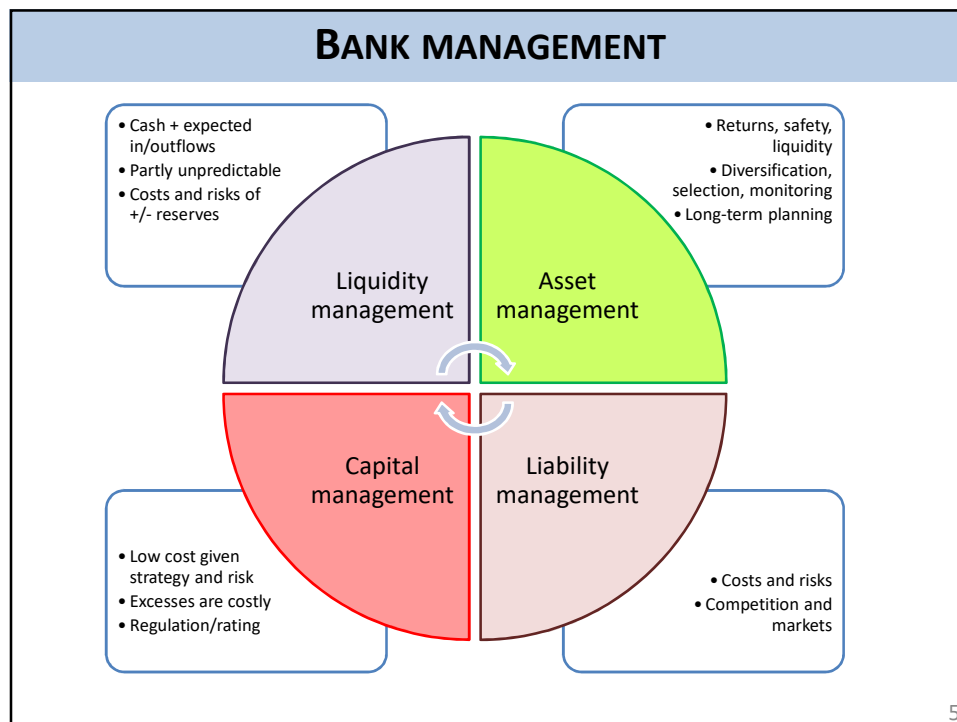 BANK MANAGEMENT
• Cash + expected
in/outflows
• Partly unpredictable
• Costs and risks of
+/- reserves
• Returns, safety,
liquidity
• Diversification,
selection, monitoring
• Long-term planning
Liquidity
management
Asset
management
Capital
management
Liability
management
• Low cost given
strategy and risk
• Excesses are costly
• Regulation/rating
• Costs and risks
• Competition and
markets
5